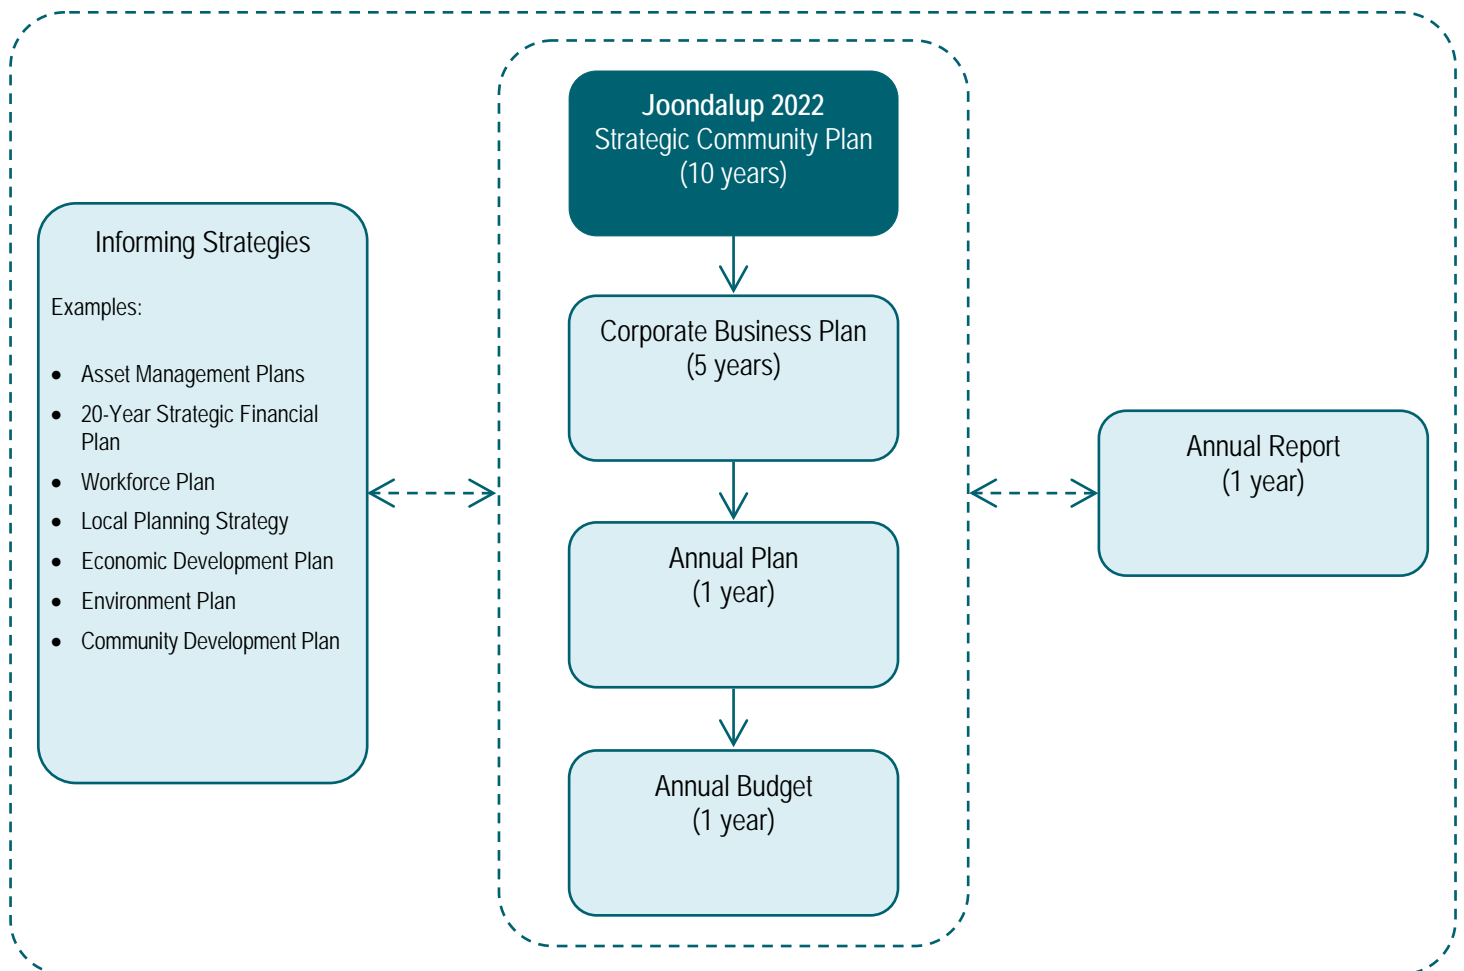 Joondalup 2022
Strategic Community Plan
(10 years)
Informing Strategies
Examples:
• Asset Management Plans
• 20-Year Strategic Financial
Plan
• Workforce Plan
• Local Planning Strategy
• Economic Development Plan
• Environment Plan
• Community Development Plan
Corporate Business Plan
(5 years)
Annual Plan
(1 year)
Annual Budget
(1 year)
Annual Report
(1 year)